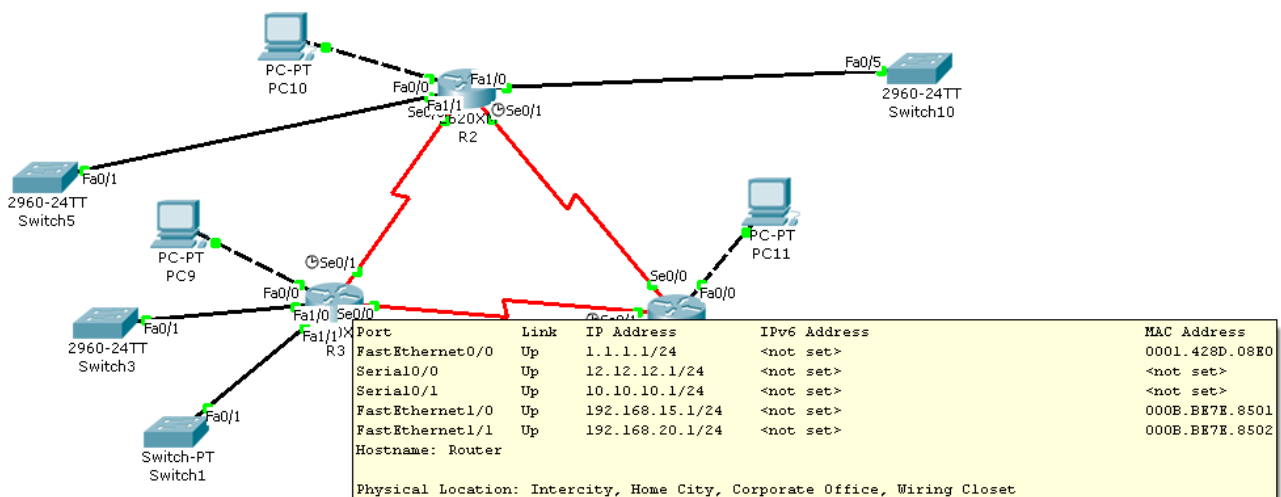 PC-PT
PC10
Fa0/0
Fa1/0
Fa0/5
2960-24TT
Switch10
Fa1/1
Se0/1
R2
Fa0/1
2960-24TT
Switch5
PC-PT
PC9
PC-PT
PC11
Se0/1
Se0/0
Fa0/0
Fa0/0
Fa1/0
Se0/0
Fa0/1
2960-24TT
Switch3
Fa1/1
R3
Fa0/1
Switch-PT
Switch1
Port Link IP Address IPv6 Address MAC Address
FastEthernet0/0 Up 1.1.1.1/24 <not set> 0001.428D.08E0
Serial0/0 Up 12.12.12.1/24 <not set> <not set>
Serial0/1 Up 10.10.10.1/24 <not set> <not set>
FastEthernet1/0 Up 192.168.15.1/24 <not set> 000B.BE7E.8501
FastEthernet1/1 Up 192.168.20.1/24 <not set> 000B.BE7E.8502
Hostname: Router
Physical Location: Intercity, Home City, Corporate Office, Wiring Closet